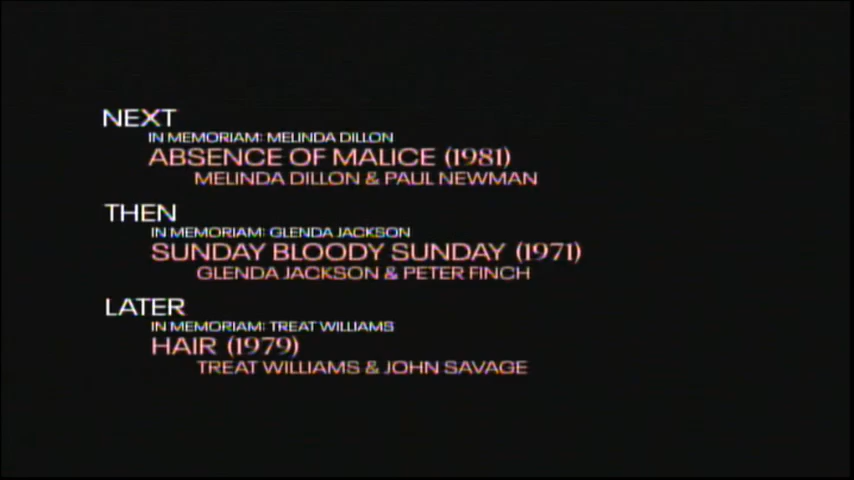 NEXT
IN MEMORIAM: MELINDA DILLON
ABSENCE OF MALICE (1981)
MELINDA DILLON & PAUL NEWMAN
THEN
IN MEMORIAM: GLENDA JACKSON
SUNDAY BLOODY SUNDAY (1971)
GLENDA JACKSON & PETER FINCH
LATER
IN MEMORIAM: TREAT WILLIAMS
HAIR (1979)
TREAT WILLIAMS & JOHN SAVAGE